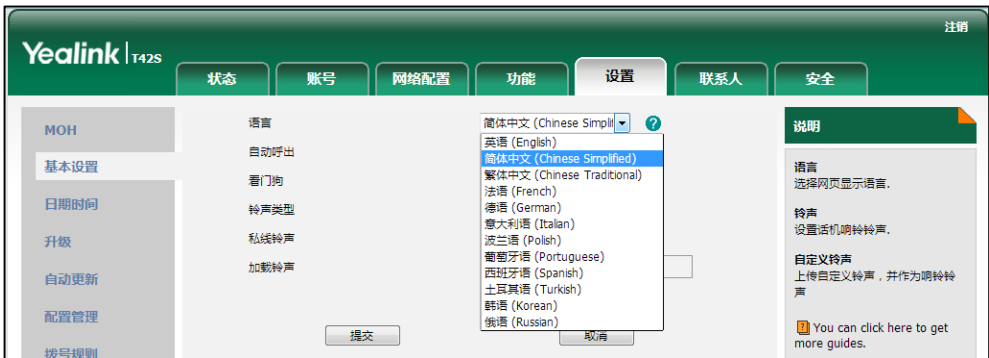 注销
Yealink T42S
状态 账号 网络配置 功能 设置 联系人 安全
MOH
基本设置
日期时间
升级
自动更新
配置管理
拨号规则
语言
简体中文 (Chinese Simplif
自动呼出
看门狗
铃声类型
私线铃声
加载铃声
英语 (English)
简体中文 (Chinese Simplified)
繁体中文 (Chinese Traditional)
法语 (French)
德语 (German)
意大利语 (Italian)
波兰语 (Polish)
葡萄牙语 (Portuguese)
西班牙语 (Spanish)
土耳其语 (Turkish)
韩语 (Korean)
俄语 (Russian)
提交
取消
说明
语言
选择网页显示语言.
铃声
设置话机响铃铃声.
自定义铃声
上传自定义铃声，并作为响铃铃
声
You can click here to get
more guides.